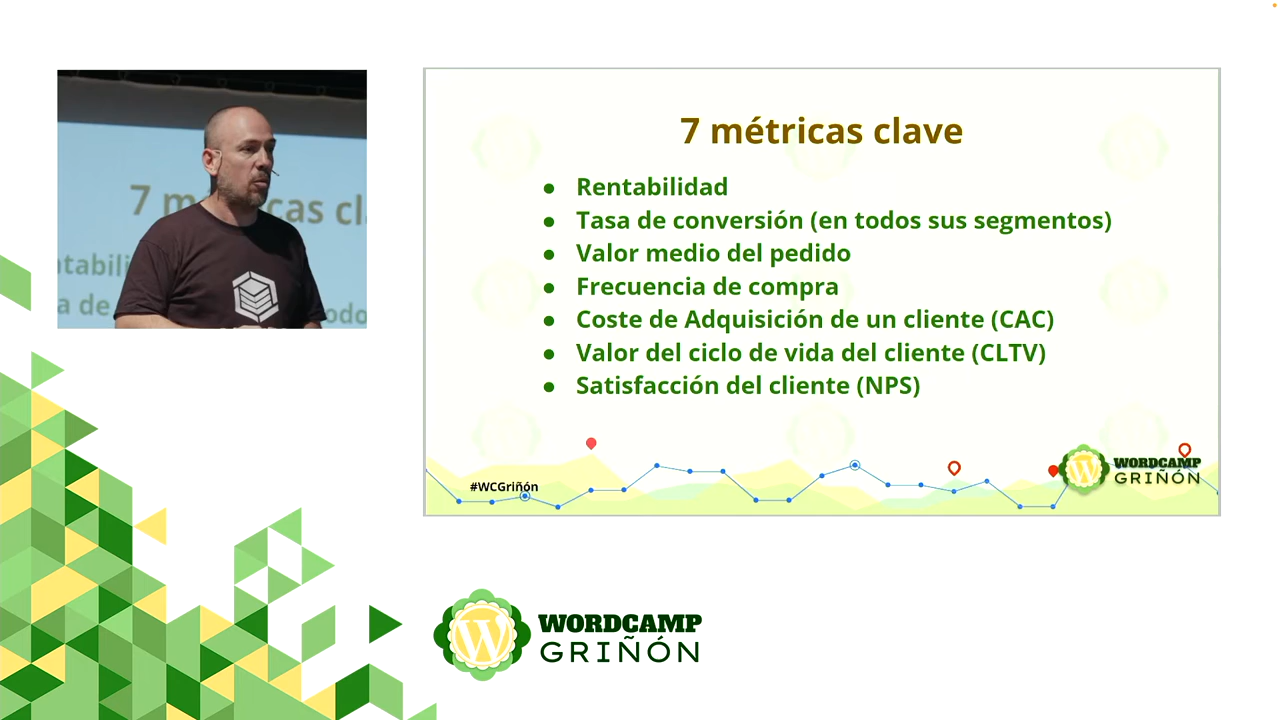 7 métricas clave
● Rentabilidad
● Tasa de conversión (en todos sus segmentos)
● Valor medio del pedido
● Frecuencia de compra
● Coste de Adquisición de un cliente (CAC)
● Valor del ciclo de vida del cliente (CLTV)
● Satisfacción del cliente (NPS)
#WCGriñón
WORDCAMP
GRIÑÓN
WORDCAMP
GRIÑÓN